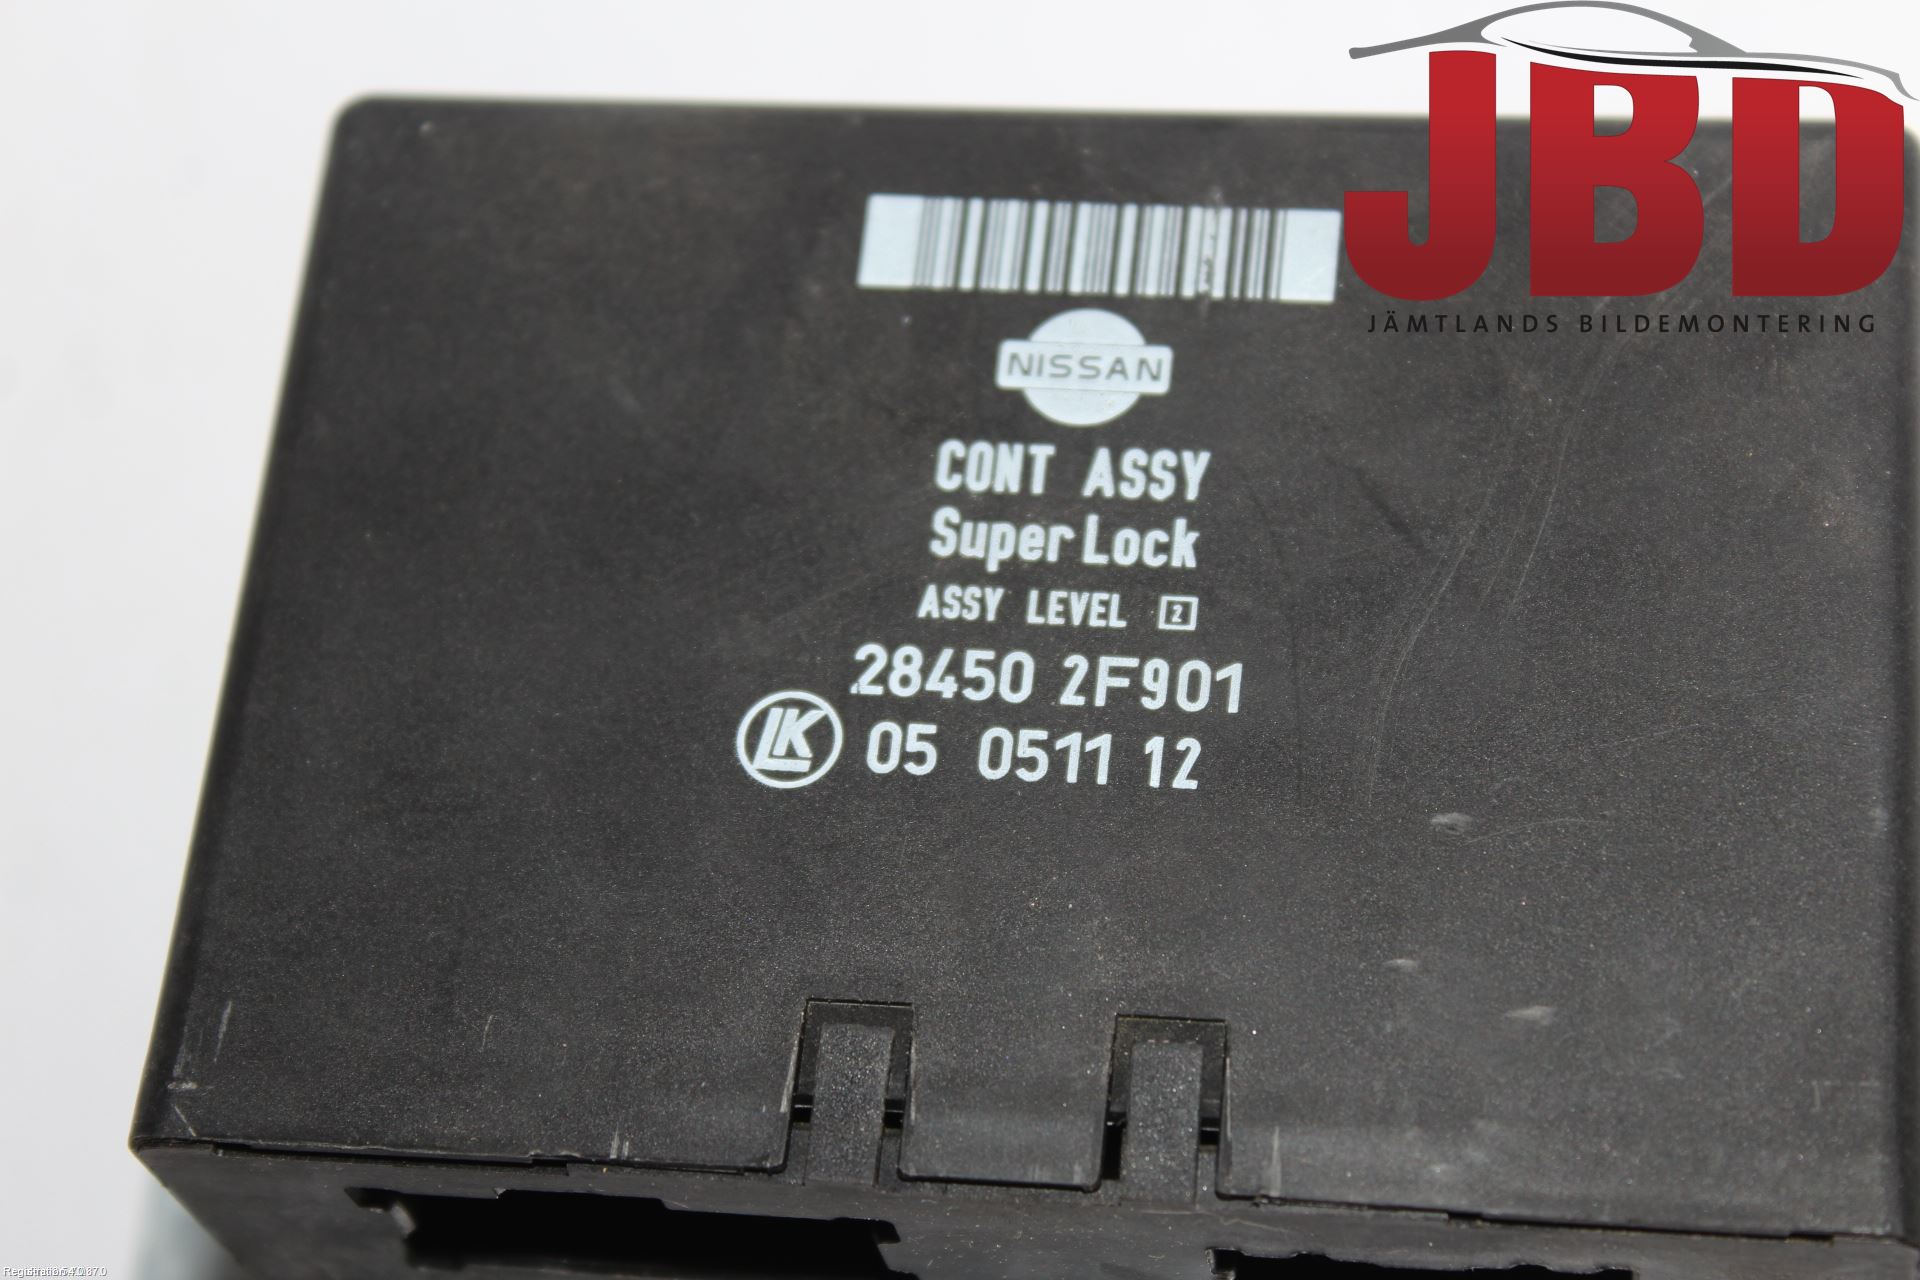 JBD
JÄMTLANDS BILDEMONTERING
NISSAN
CONT ASSY
Super Lock
ASSY LEVEL 2
28450 2F901
LK 05 0511 12